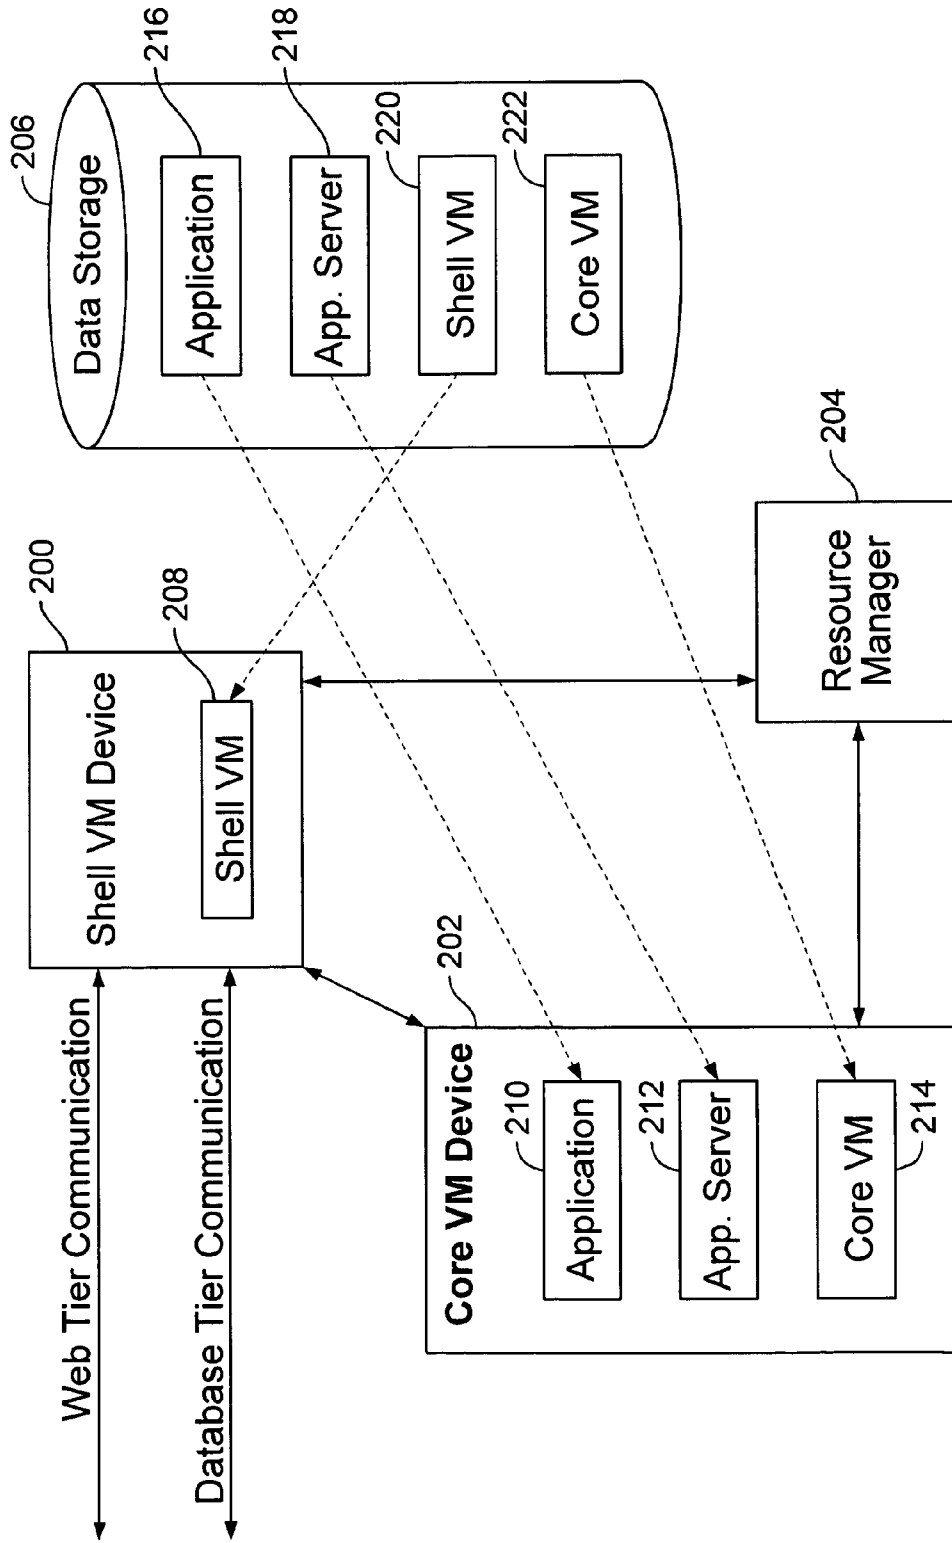 Web Tier Communication
Database Tier Communication
200
Shell VM Device
208
Shell VM
206
Data Storage
216
Application
218
App. Server
220
Shell VM
222
Core VM
202
Core VM Device
210
Application
212
App. Server
Core VM
214
204
Resource
Manager